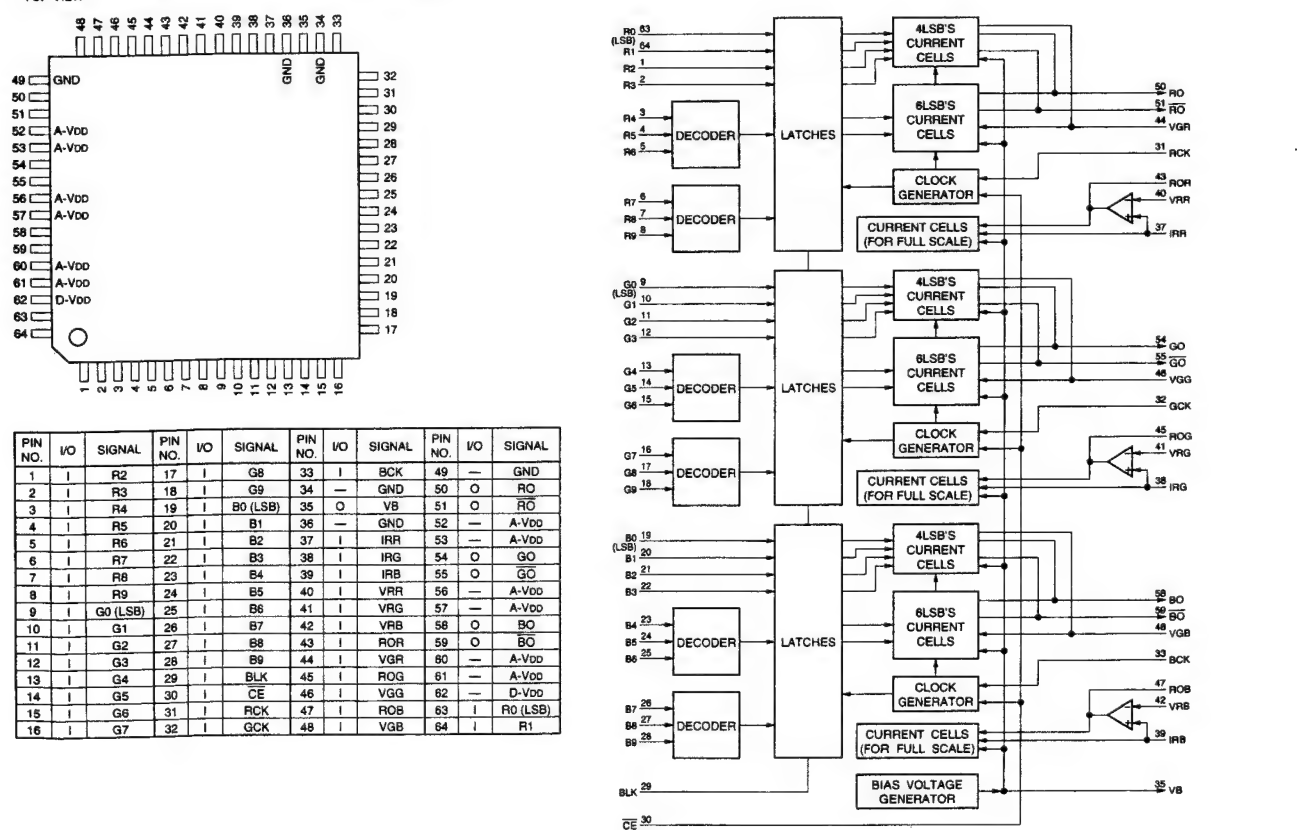 48 47 46 45 44 43 42 41 40 39 38 37 36 35 34 33
GND GND
49 GND
50
51
52 A-VDD
53 A-VDD
54
55
56 A-VDD
57 A-VDD
58
59
60 A-VDD
61 A-VDD
62 D-VDD
63
64
32
31
30
29
28
27
26
25
24
23
22
21
20
19
18
17
1 2 3 4 5 6 7 8 9 10 11 12 13 14 15 16
PIN NO. I/O SIGNAL PIN NO. I/O SIGNAL PIN NO. I/O SIGNAL PIN NO. I/O SIGNAL
1 I R2 17 I G8 33 I BCK 49 — GND
2 I R3 18 I G9 34 — GND 50 O RO
3 I R4 19 I B0 (LSB) 35 O VB 51 O R̅O̅
4 I R5 20 I B1 36 — GND 52 — A-VDD
5 I R6 21 I B2 37 I IRR 53 — A-VDD
6 I R7 22 I B3 38 I IRG 54 O GO
7 I R8 23 I B4 39 I IRB 55 O G̅O̅
8 I R9 24 I B5 40 I VRR 56 — A-VDD
9 I G0 (LSB) 25 I B6 41 I VRG 57 — A-VDD
10 I G1 26 I B7 42 I VRB 58 O BO
11 I G2 27 I B8 43 I ROR 59 O B̅O̅
12 I G3 28 I B9 44 I VGR 60 — A-VDD
13 I G4 29 I BLK 45 I ROG 61 — A-VDD
14 I G5 30 I C̅E̅ 46 I VGG 62 — D-VDD
15 I G6 31 I RCK 47 I ROB 63 I R0 (LSB)
16 I G7 32 I GCK 48 I VGB 64 I R1
R0 63
(LSB)
R1 64
R2 1
R3 2
R4 3
R5 4
R6 5
DECODER
R7 6
R8 7
R9 8
DECODER
LATCHES
4LSB'S
CURRENT
CELLS
6LSB'S
CURRENT
CELLS
CLOCK
GENERATOR
CURRENT CELLS
(FOR FULL SCALE)
50 RO
51 R̅O̅
44 VGR
31 RCK
43 ROR
40 VRR
37 IRR
G0 9
(LSB)
G1 10
G2 11
G3 12
G4 13
G5 14
G6 15
DECODER
G7 16
G8 17
G9 18
DECODER
LATCHES
4LSB'S
CURRENT
CELLS
6LSB'S
CURRENT
CELLS
CLOCK
GENERATOR
CURRENT CELLS
(FOR FULL SCALE)
54 GO
55 G̅O̅
46 VGG
32 GCK
45 ROG
41 VRG
38 IRG
B0 19
(LSB)
B1 20
B2 21
B3 22
B4 23
B5 24
B6 25
DECODER
B7 26
B8 27
B9 28
DECODER
LATCHES
4LSB'S
CURRENT
CELLS
6LSB'S
CURRENT
CELLS
CLOCK
GENERATOR
CURRENT CELLS
(FOR FULL SCALE)
58 BO
59 B̅O̅
48 VGB
33 BCK
47 ROB
42 VRB
39 IRB
BLK 29
BIAS VOLTAGE
GENERATOR
35 VB
C̅E̅ 30